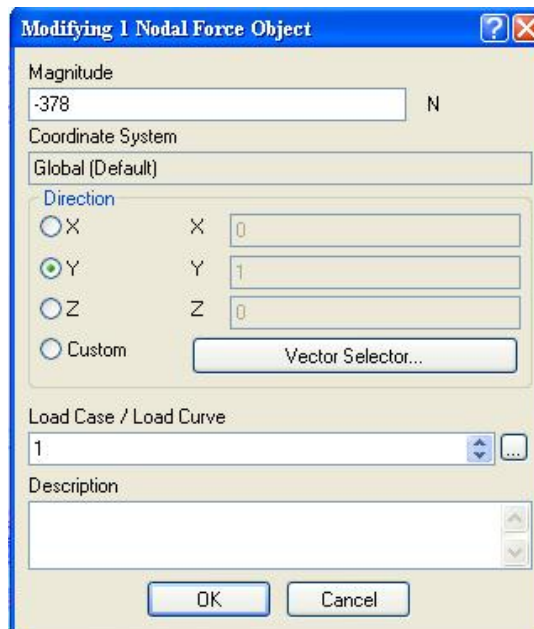 Modifying 1 Nodal Force Object
Magnitude
-378 N
Coordinate System
Global (Default)
Direction
X X 0
Y Y 1
Z Z 0
Custom Vector Selector...
Load Case / Load Curve
1 ...
Description
OK Cancel